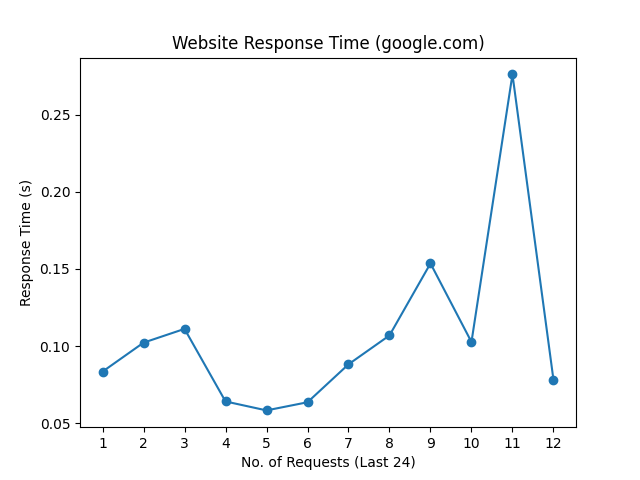 Website Response Time (google.com)
0.25
0.20
0.15
0.10
0.05
Response Time (s)
1 2 3 4 5 6 7 8 9 10 11 12
No. of Requests (Last 24)